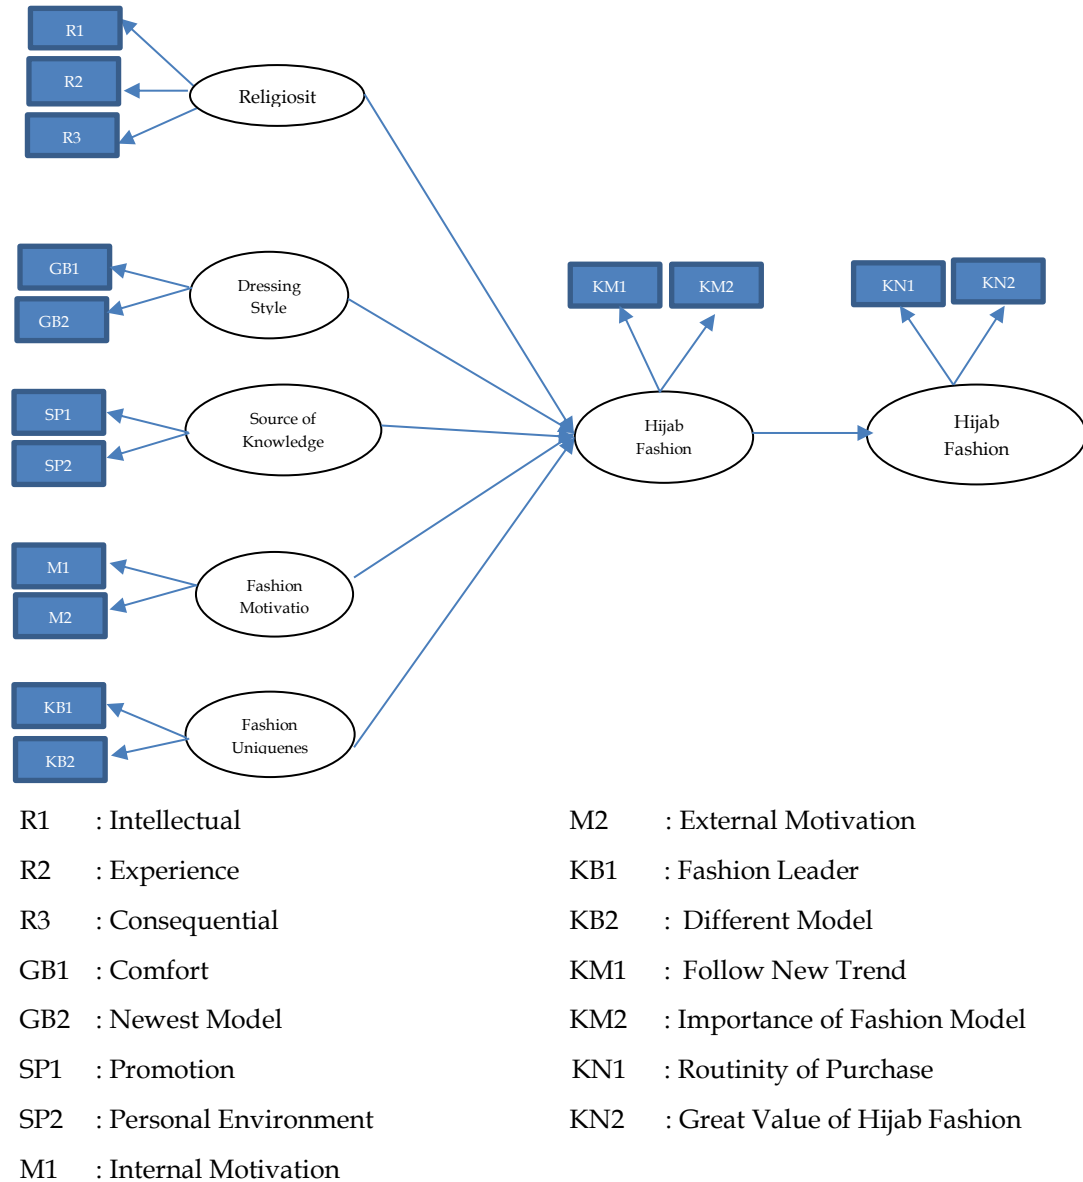 R1
R2
R3
Religiosit
GB1
GB2
Dressing
Style
SP1
SP2
Source of
Knowledge
M1
M2
Fashion
Motivatio
KB1
KB2
Fashion
Uniquenes
KM1
KM2
Hijab
Fashion
KN1
KN2
Hijab
Fashion
R1 : Intellectual
R2 : Experience
R3 : Consequential
GB1 : Comfort
GB2 : Newest Model
SP1 : Promotion
SP2 : Personal Environment
M1 : Internal Motivation
M2 : External Motivation
KB1 : Fashion Leader
KB2 : Different Model
KM1 : Follow New Trend
KM2 : Importance of Fashion Model
KN1 : Routinity of Purchase
KN2 : Great Value of Hijab Fashion